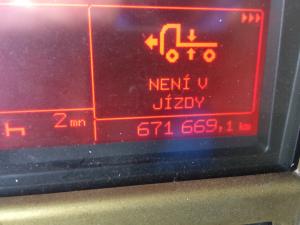 NENÍ V
JÍZDY
2mn
671 669,1 km